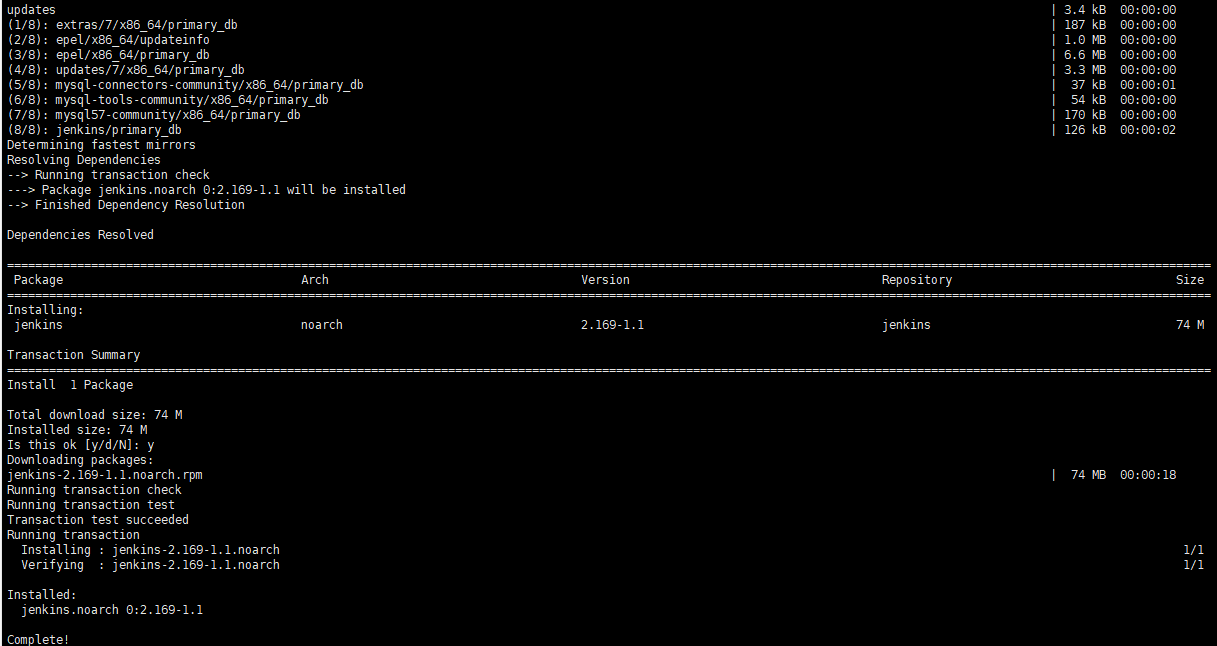 updates | 3.4 kB 00:00:00
(1/8): extras/7/x86_64/primary_db | 187 kB 00:00:00
(2/8): epel/x86_64/updateinfo | 1.0 MB 00:00:00
(3/8): epel/x86_64/primary_db | 6.6 MB 00:00:00
(4/8): updates/7/x86_64/primary_db | 3.3 MB 00:00:00
(5/8): mysql-connectors-community/x86_64/primary_db | 37 kB 00:00:01
(6/8): mysql-tools-community/x86_64/primary_db | 54 kB 00:00:00
(7/8): mysql57-community/x86_64/primary_db | 170 kB 00:00:00
(8/8): jenkins/primary_db | 126 kB 00:00:02
Determining fastest mirrors
Resolving Dependencies
--> Running transaction check
---> Package jenkins.noarch 0:2.169-1.1 will be installed
--> Finished Dependency Resolution
Dependencies Resolved
Package Arch Version Repository Size
Installing:
jenkins noarch 2.169-1.1 jenkins 74 M
Transaction Summary
Install 1 Package
Total download size: 74 M
Installed size: 74 M
Is this ok [y/d/N]: y
Downloading packages:
jenkins-2.169-1.1.noarch.rpm | 74 MB 00:00:18
Running transaction check
Running transaction test
Transaction test succeeded
Running transaction
Installing : jenkins-2.169-1.1.noarch 1/1
Verifying : jenkins-2.169-1.1.noarch 1/1
Installed:
jenkins.noarch 0:2.169-1.1
Complete!